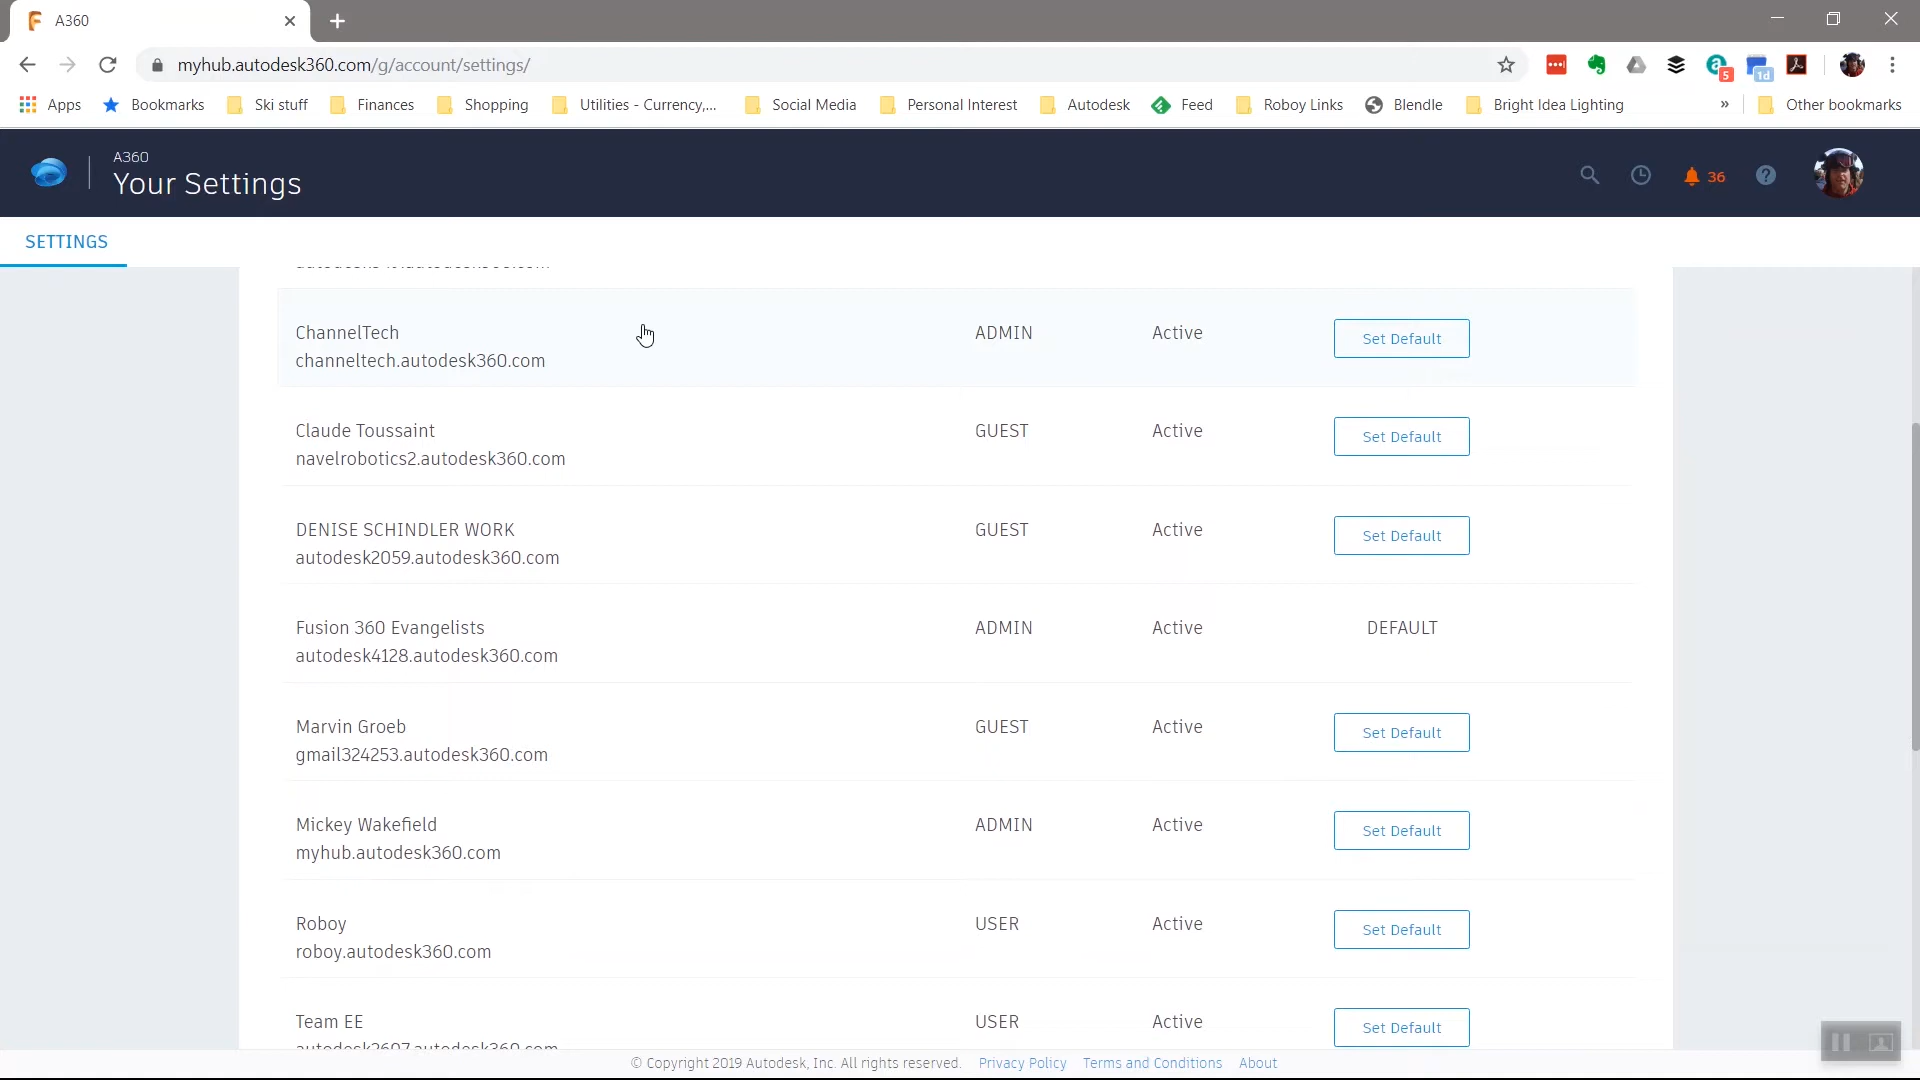 A360
myhub.autodesk360.com/g/account/settings/
5
1d
Apps
Bookmarks
Ski stuff
Finances
Shopping
Utilities - Currency,...
Social Media
Personal Interest
Autodesk
Feed
Roboy Links
Blendle
Bright Idea Lighting
»
Other bookmarks
A360
Your Settings
36
SETTINGS
ChannelTech
channeltech.autodesk360.com
ADMIN
Active
Set Default
Claude Toussaint
navelrobotics2.autodesk360.com
GUEST
Active
Set Default
DENISE SCHINDLER WORK
autodesk2059.autodesk360.com
GUEST
Active
Set Default
Fusion 360 Evangelists
autodesk4128.autodesk360.com
ADMIN
Active
DEFAULT
Marvin Groeb
gmail324253.autodesk360.com
GUEST
Active
Set Default
Mickey Wakefield
myhub.autodesk360.com
ADMIN
Active
Set Default
Roboy
roboy.autodesk360.com
USER
Active
Set Default
Team EE
autodesk2607.autodesk360.com
USER
Active
Set Default
© Copyright 2019 Autodesk, Inc. All rights reserved.
Privacy Policy
Terms and Conditions
About